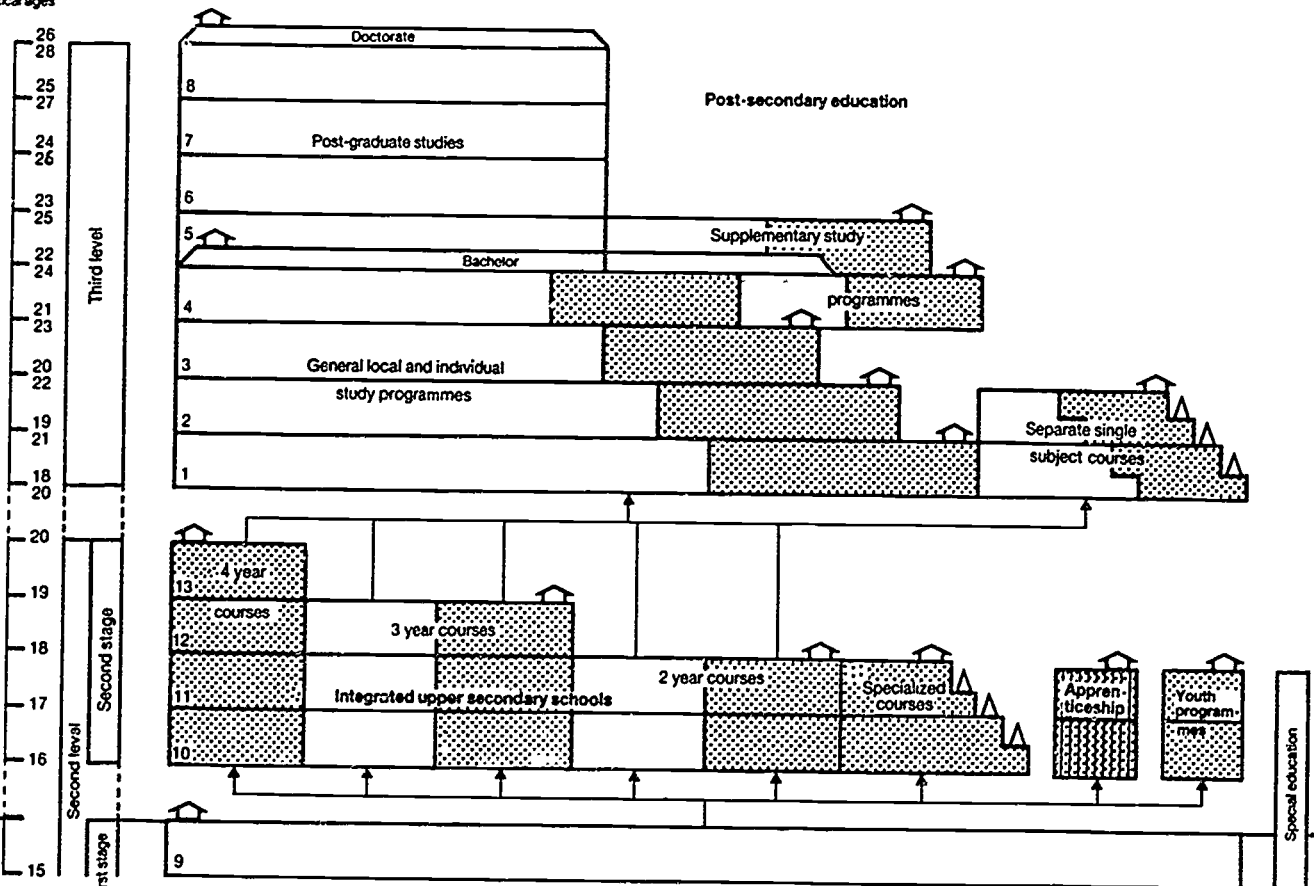 26
28
Doctorate
8
25
27
Post-secondary education
24
26
7
Post-graduate studies
6
23
25
5
Supplementary study
22
24
Bachelor
programmes
4
21
23
Third level
3
General local and individual
study programmes
20
22
2
19
21
Separate single
subject courses
1
18
20
20
4 year
courses
13
19
3 year courses
12
18
2 year courses
Specialized
courses
Appren-
ticeship
Youth
program-
mes
11
Integrated upper secondary schools
17
10
16
Second stage
Second level
Special education
9
15
stage